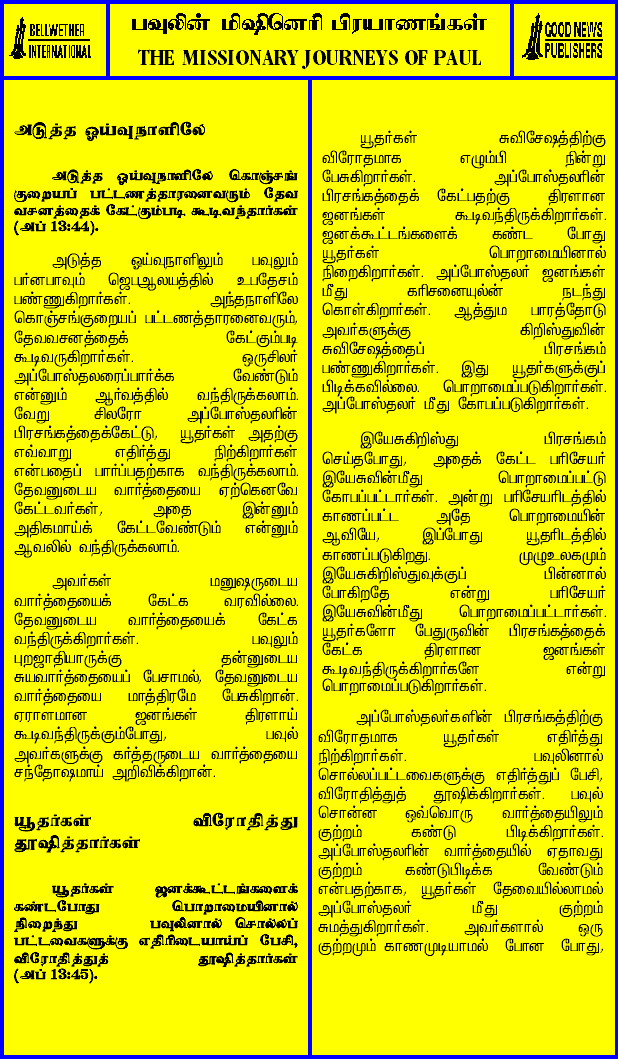 BELLWETHER
INTERNATIONAL
பவுலின் மிஷினெரி பிரயாணங்கள்
THE MISSIONARY JOURNEYS OF PAUL
GOOD NEWS
PUBLISHERS
அடுத்த ஓய்வுநாளிலே
அடுத்த ஓய்வுநாளிலே கொஞ்சங்
குறையப் பட்டணத்தாரனைவரும் தேவ
வசனத்தைக் கேட்கும்படி கூடிவந்தார்கள்
(அப் 13:44).
அடுத்த ஓய்வுநாளிலும் பவுலும்
பர்னபாவும் ஜெபஆலயத்தில் உபதேசம்
பண்ணுகிறார்கள். அந்தநாளிலே
கொஞ்சங்குறையப் பட்டணத்தாரனைவரும்,
தேவவசனத்தைக் கேட்கும்படி
கூடிவருகிறார்கள். ஒருசிலர்
அப்போஸ்தலரைப்பார்க்க வேண்டும்
என்னும் ஆர்வத்தில் வந்திருக்கலாம்.
வேறு சிலரோ அப்போஸ்தலரின்
பிரசங்கத்தைக்கேட்டு, யூதர்கள் அதற்கு
எவ்வாறு எதிர்த்து நிற்கிறார்கள்
என்பதைப் பார்ப்பதற்காக வந்திருக்கலாம்.
தேவனுடைய வார்த்தையை ஏற்கெனவே
கேட்டவர்கள், அதை இன்னும்
அதிகமாய்க் கேட்டவேண்டும் என்னும்
ஆவலில் வந்திருக்கலாம்.
அவர்கள் மனுஷருடைய
வார்த்தையைக் கேட்க வரவில்லை.
தேவனுடைய வார்த்தையைக் கேட்க
வந்திருக்கிறார்கள். பவுலும்
புறஜாதியாருக்கு தன்னுடைய
சுயவார்த்தையைப் பேசாமல், தேவனுடைய
வார்த்தையை மாத்திரமே பேசுகிறான்.
ஏராளமான ஜனங்கள் திரளாய்
கூடிவந்திருக்கும்போது, பவுல்
அவர்களுக்கு கர்த்தருடைய வார்த்தையை
சந்தோஷமாய் அறிவிக்கிறான்.
யூதர்கள் விரோதித்து
தூஷித்தார்கள்
யூதர்கள் ஜனக்கூட்டங்களைக்
கண்டபோது பொறாமையினால்
நிறைந்து பவுலினால் சொல்லப்
பட்டவைகளுக்கு எதிரிடையாய்ப் பேசி,
விரோதித்துத் தூஷித்தார்கள்
(அப் 13:45).
யூதர்கள் சுவிசேஷத்திற்கு
விரோதமாக எழும்பி நின்று
பேசுகிறார்கள். அப்போஸ்தலரின்
பிரசங்கத்தைக் கேட்பதற்கு திரளான
ஜனங்கள் கூடிவந்திருக்கிறார்கள்.
ஜனக்கூட்டங்களைக் கண்ட போது
யூதர்கள் பொறாமையினால்
நிறைகிறார்கள். அப்போஸ்தலர் ஜனங்கள்
மீது கரிசனையுல்ன் நடந்து
கொள்கிறார்கள். ஆத்தும பாரத்தோடு
அவர்களுக்கு கிறிஸ்துவின்
சுவிசேஷத்தைப் பிரசங்கம்
பண்ணுகிறார்கள். இது யூதர்களுக்குப்
பிடிக்கவில்லை. பொறாமைப்படுகிறார்கள்.
அப்போஸ்தலர் மீது கோபப்படுகிறார்கள்.
இயேசுகிறிஸ்து பிரசங்கம்
செய்தபோது, அதைக் கேட்ட பரிசேயர்
இயேசுவின்மீது பொறாமைப்பட்டு
கோபப்பட்டார்கள். அன்று பரிசேயரிடத்தில்
காணப்பட்ட அதே பொறாமையின்
ஆவியே, இப்போது யூதரிடத்தில்
காணப்படுகிறது. முழுஉலகமும்
இயேசுகிறிஸ்துவுக்குப் பின்னால்
போகிறதே என்று பரிசேயர்
இயேசுவின்மீது பொறாமைப்பட்டார்கள்.
யூதர்களோ பேதுருவின் பிரசங்கத்தைக்
கேட்க திரளான ஜனங்கள்
கூடிவந்திருக்கிறார்களே என்று
பொறாமைப்படுகிறார்கள்.
அப்போஸ்தலர்களின் பிரசங்கத்திற்கு
விரோதமாக யூதர்கள் எதிர்த்து
நிற்கிறார்கள். பவுலினால்
சொல்லப்பட்டவைகளுக்கு எதிர்த்துப் பேசி,
விரோதித்துத் தூஷிக்கிறார்கள். பவுல்
சொன்ன ஒவ்வொரு வார்த்தையிலும்
குற்றம் கண்டு பிடிக்கிறார்கள்.
அப்போஸ்தலரின் வார்த்தையில் ஏதாவது
குற்றம் கண்டுபிடிக்க வேண்டும்
என்பதற்காக, யூதர்கள் தேவையில்லாமல்
அப்போஸ்தலர் மீது குற்றம்
சுமத்துகிறார்கள். அவர்களால் ஒரு
குற்றமும் காணமுடியாமல் போன போது,